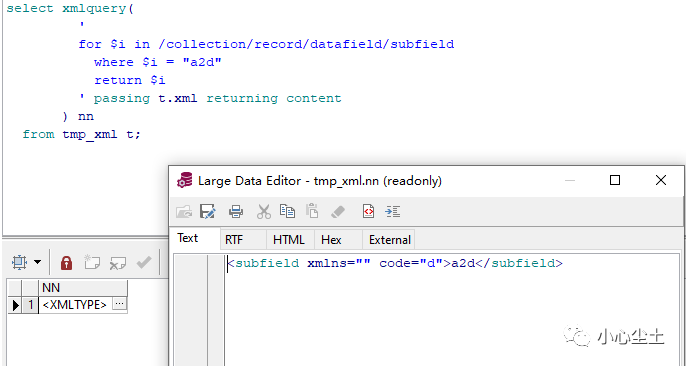 select xmlquery(
'
for $i in /collection/record/datafield/subfield
where $i = "a2d"
return $i
' passing t.xml returning content
) nn
from tmp_xml t;
Large Data Editor - tmp_xml.nn (readonly)
Text RTF HTML Hex External
<subfield xmlns="" code="d">a2d</subfield>
NN
1 <XMLTYPE> ...
小心尘土